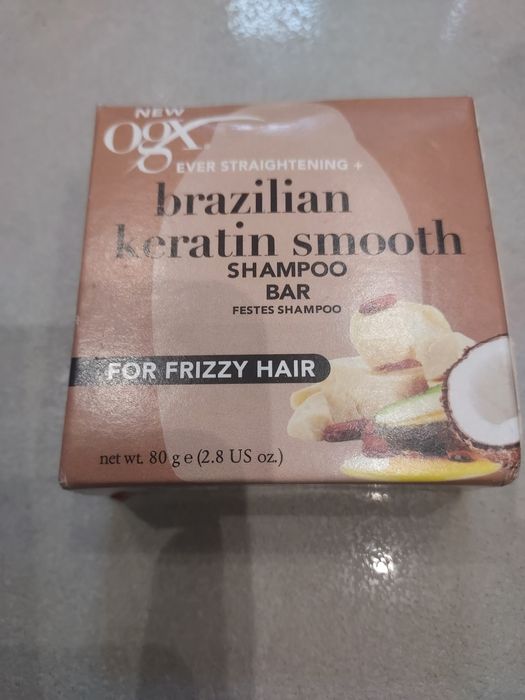 NEW
ogx®
EVER STRAIGHTENING +
brazilian
keratin smooth
SHAMPOO
BAR
FESTES SHAMPOO
FOR FRIZZY HAIR
net wt. 80 g e (2.8 US oz.)